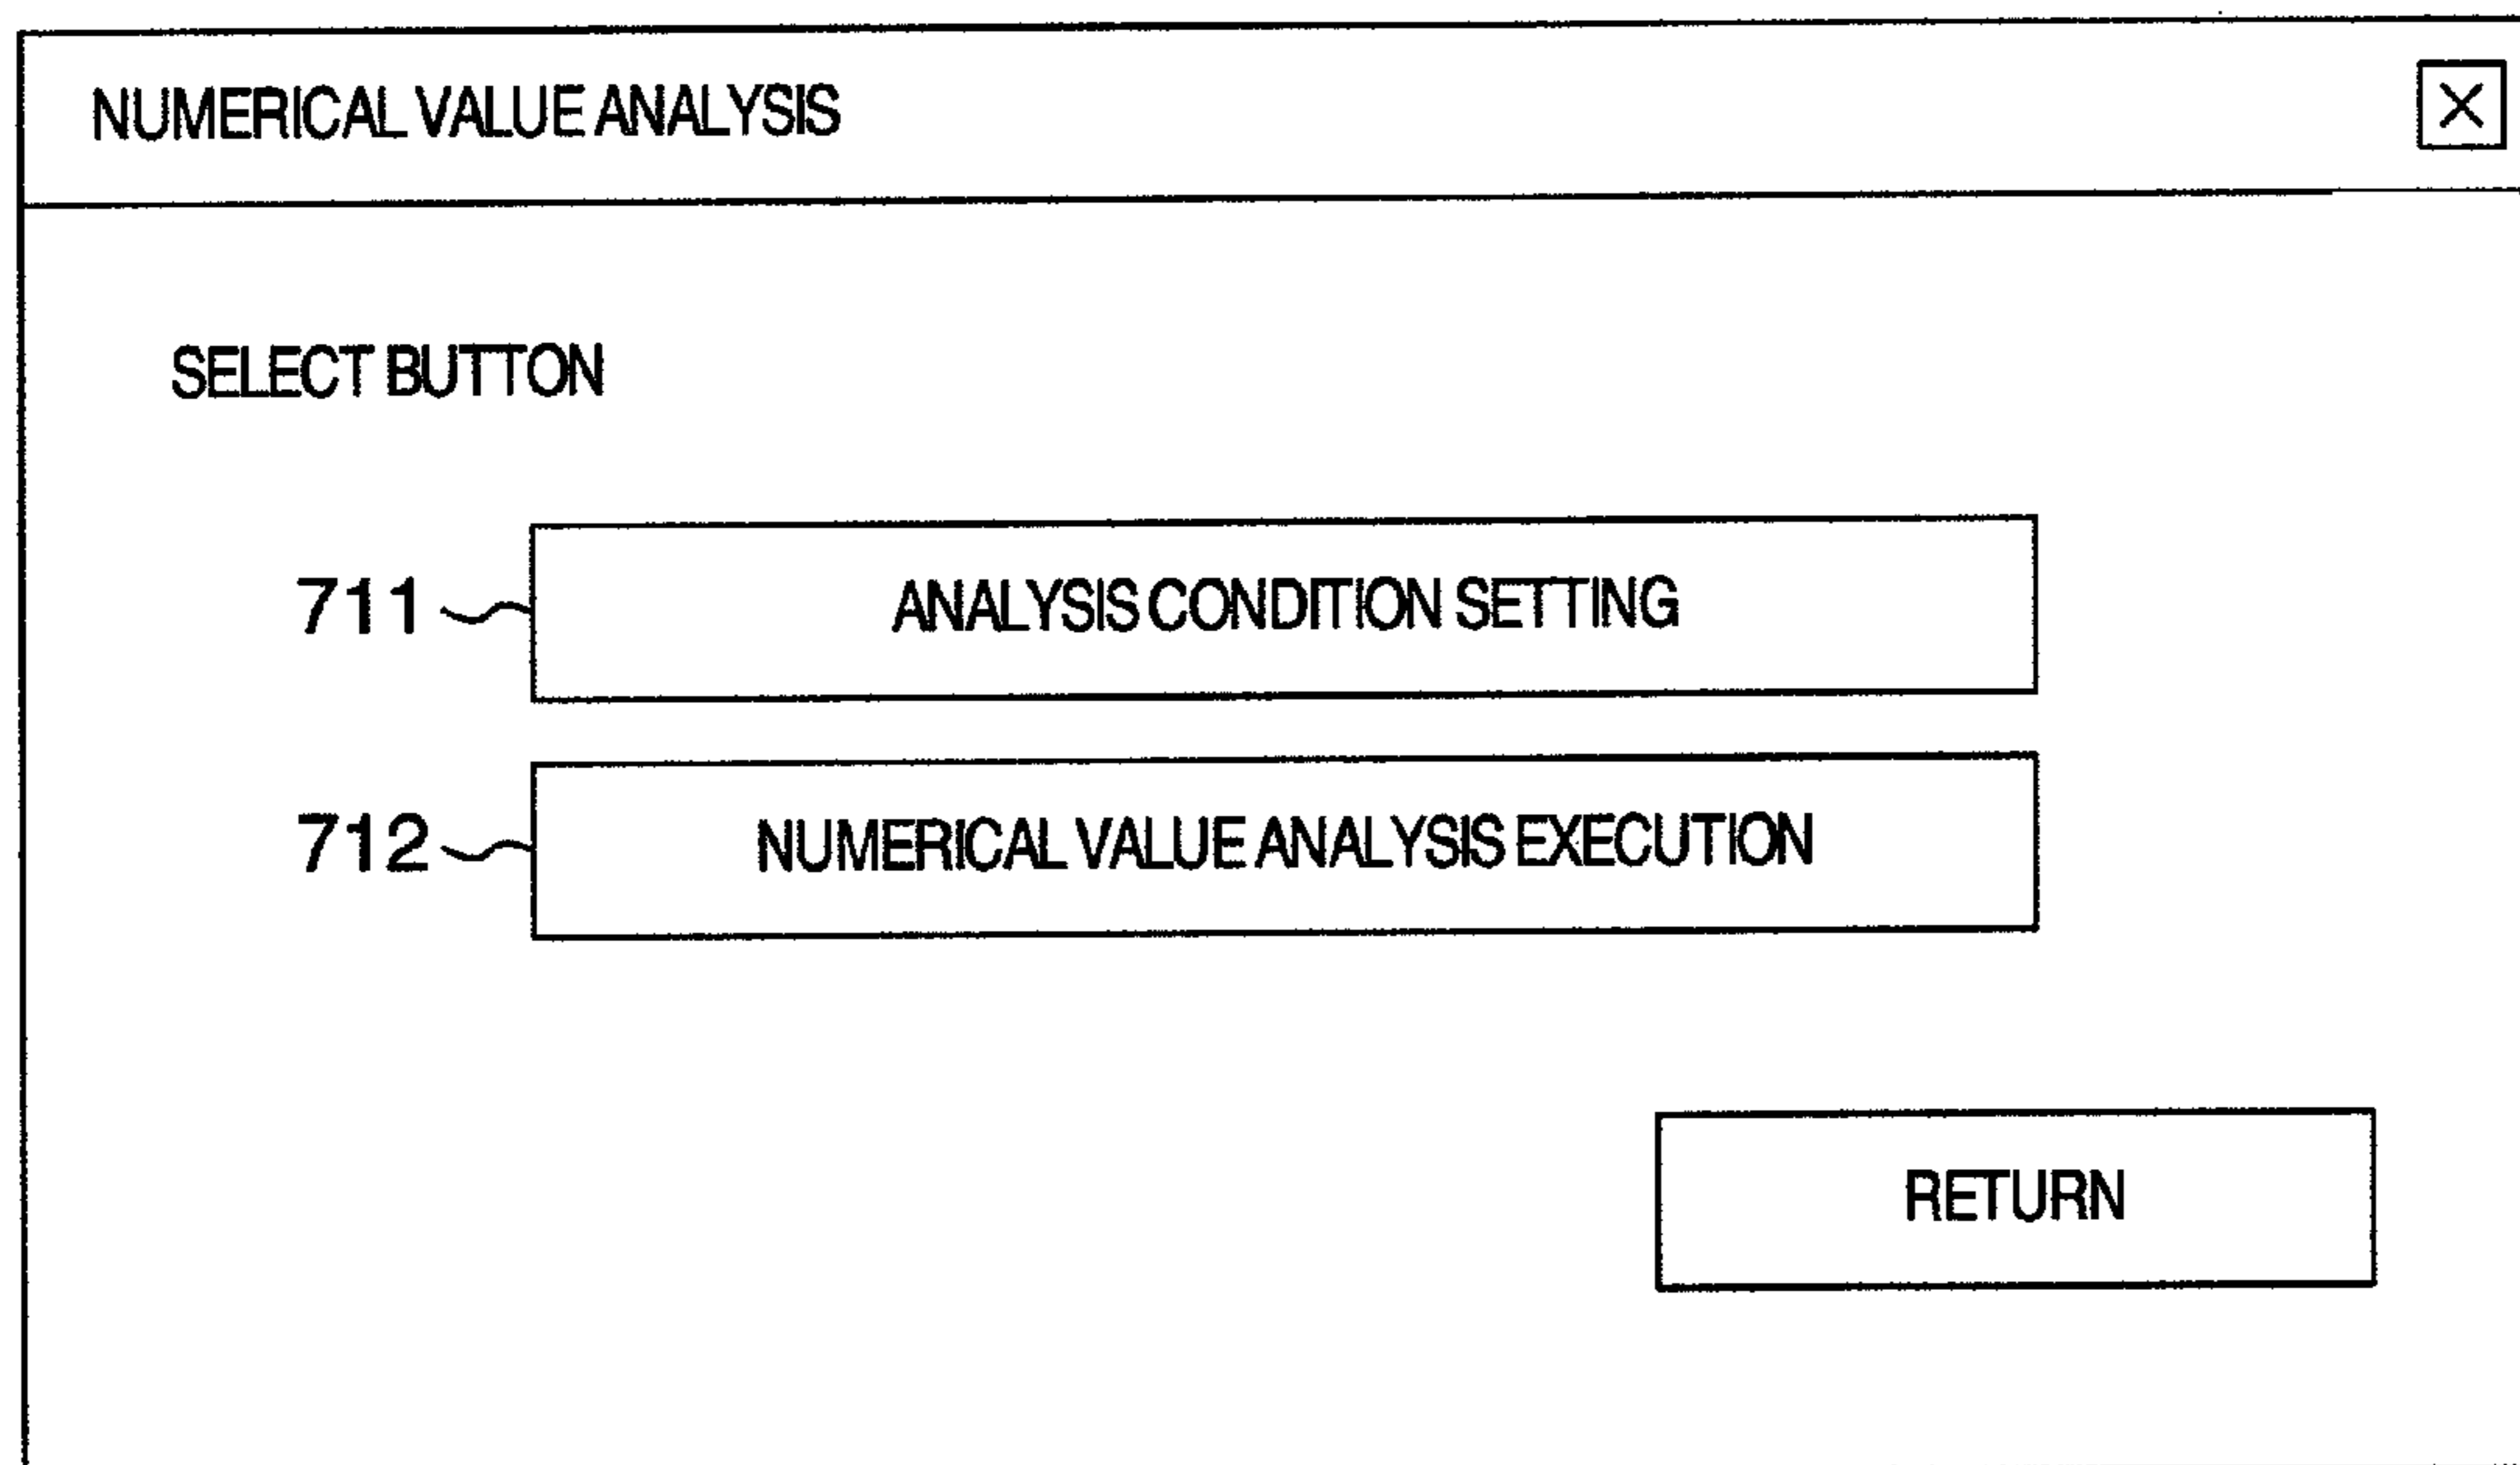 NUMERICAL VALUE ANALYSIS X
SELECT BUTTON
711 ANALYSIS CONDITION SETTING
712 NUMERICAL VALUE ANALYSIS EXECUTION
RETURN